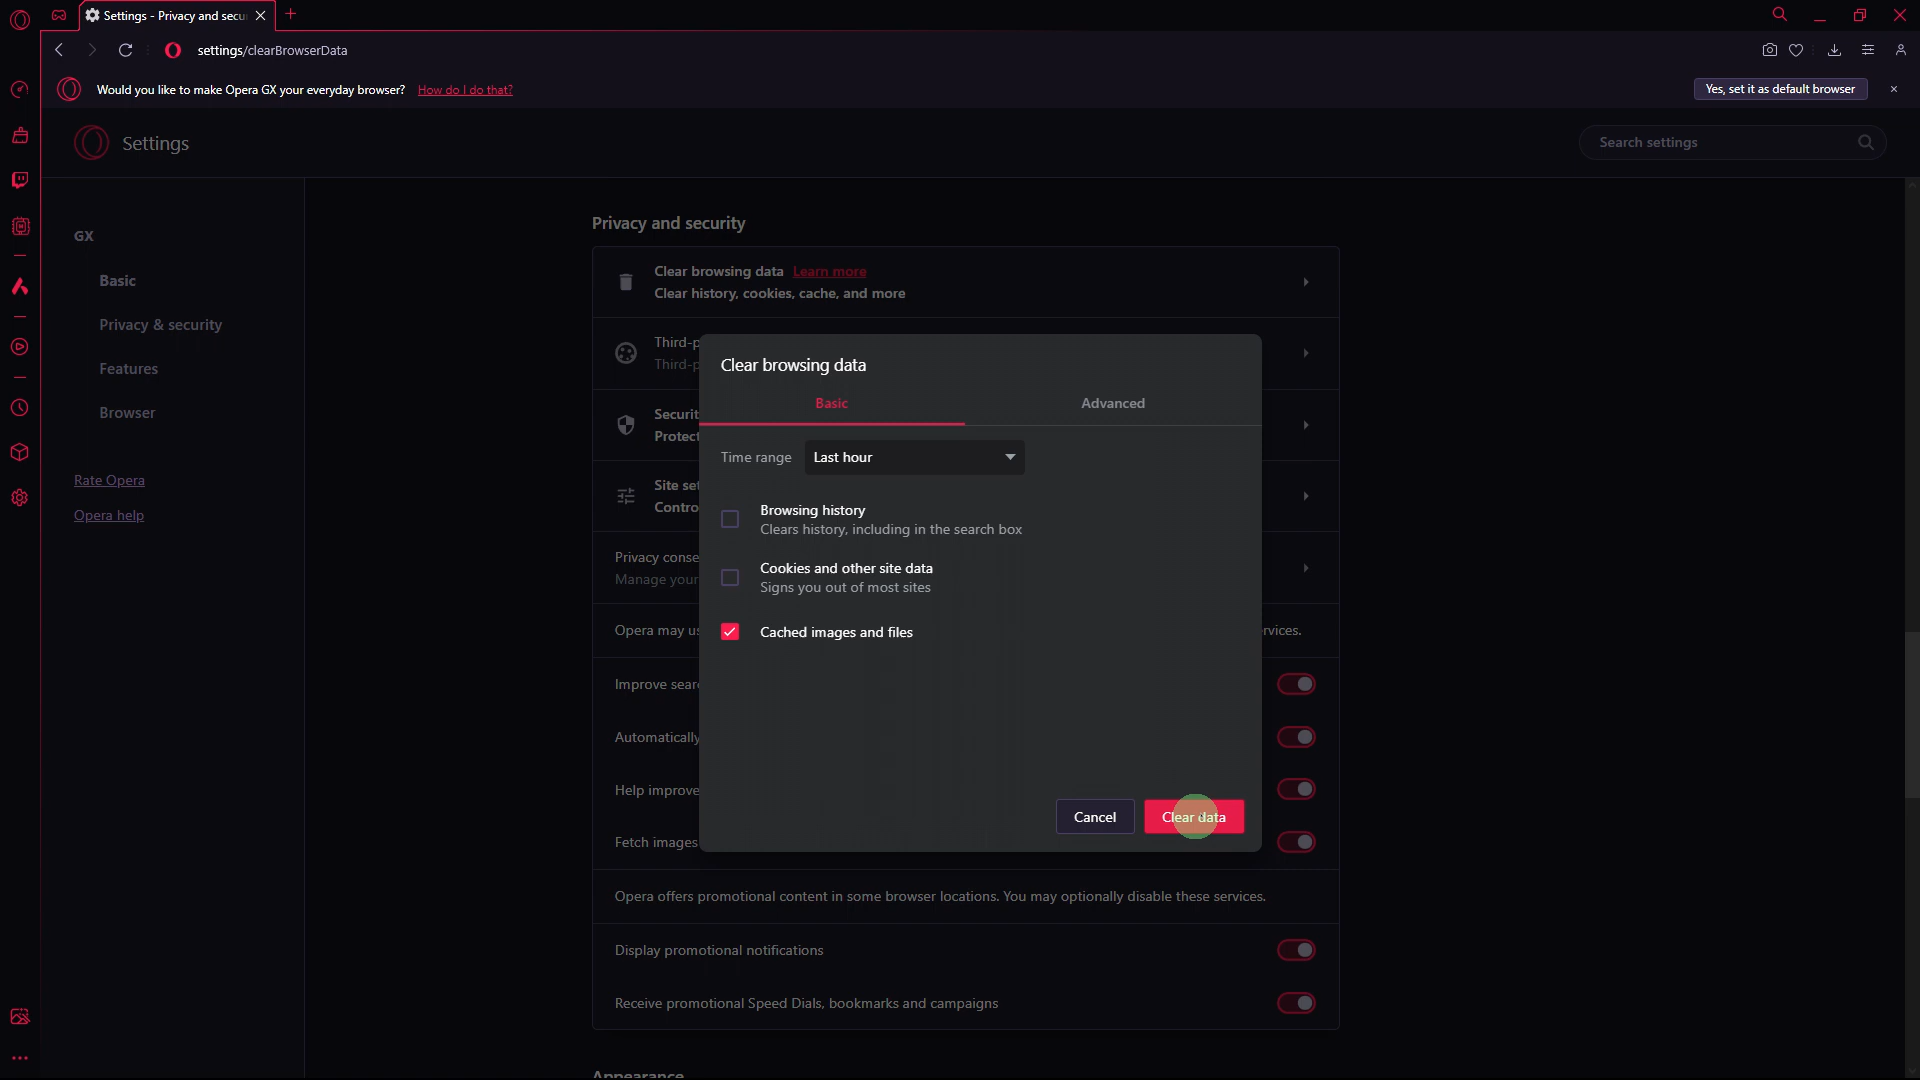 Settings - Privacy and secu
settings/clearBrowserData
Would you like to make Opera GX your everyday browser? How do I do that?
Yes, set it as default browser
Settings
Search settings
GX
Basic
Privacy & security
Features
Browser
Rate Opera
Opera help
Privacy and security
Clear browsing data Learn more
Clear history, cookies, cache, and more
Third-p
Third-p
Securit
Protect
Site set
Contro
Privacy conse
Manage your
Opera may us
rvices.
Improve sear
Automatically
Help improve
Fetch images
Clear browsing data
Basic
Advanced
Time range
Last hour
Browsing history
Clears history, including in the search box
Cookies and other site data
Signs you out of most sites
Cached images and files
Cancel
Clear data
Opera offers promotional content in some browser locations. You may optionally disable these services.
Display promotional notifications
Receive promotional Speed Dials, bookmarks and campaigns
Appearance